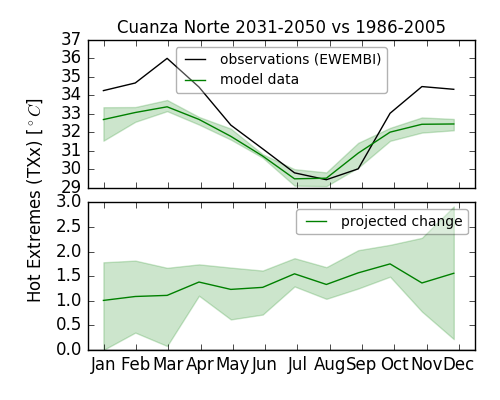 Cuanza Norte 2031-2050 vs 1986-2005
Hot Extremes (TXx) [°C]
37
36
35
34
33
32
31
30
29
observations (EWEMBI)
model data
3.0
2.5
2.0
1.5
1.0
0.5
0.0
projected change
Jan Feb Mar Apr May Jun Jul Aug Sep Oct Nov Dec